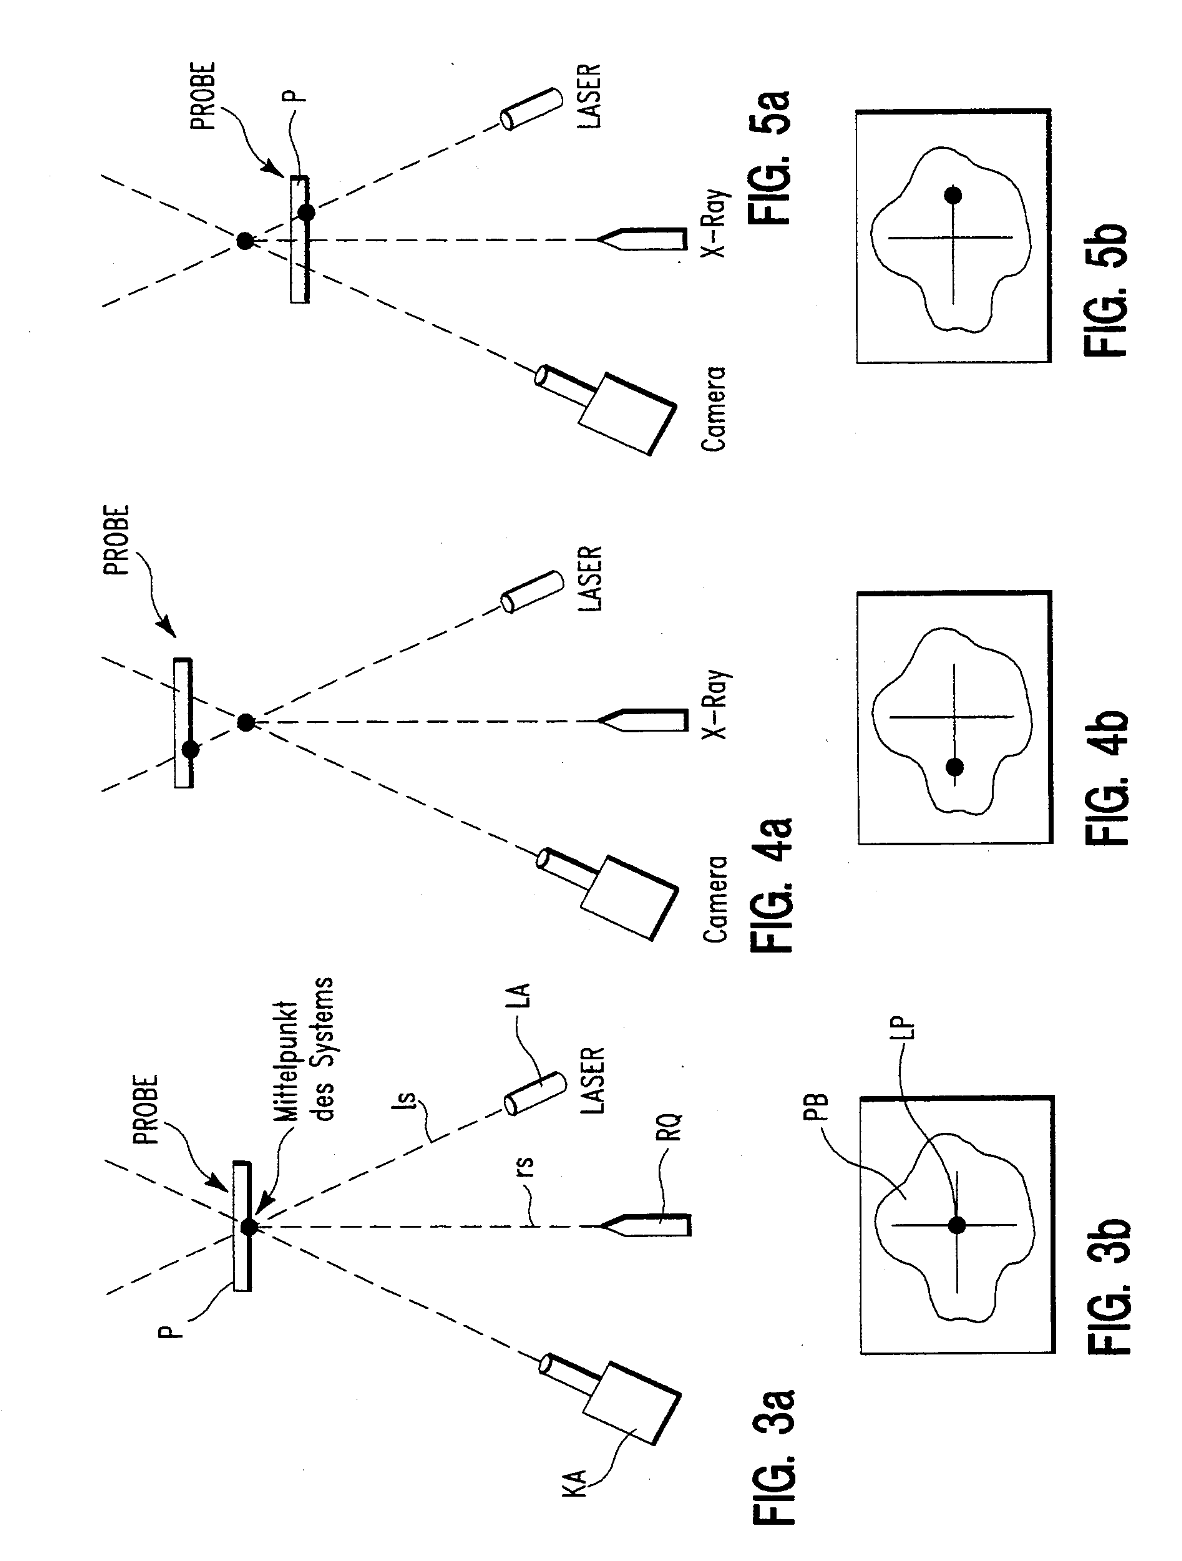 PROBE
P
Mittelpunkt
des Systems
ls
LA
LASER
rs
RQ
KA
FIG. 3a
PB
LP
FIG. 3b
PROBE
LASER
X-Ray
Camera
FIG. 4a
FIG. 4b
PROBE
P
LASER
X-Ray
Camera
FIG. 5a
FIG. 5b